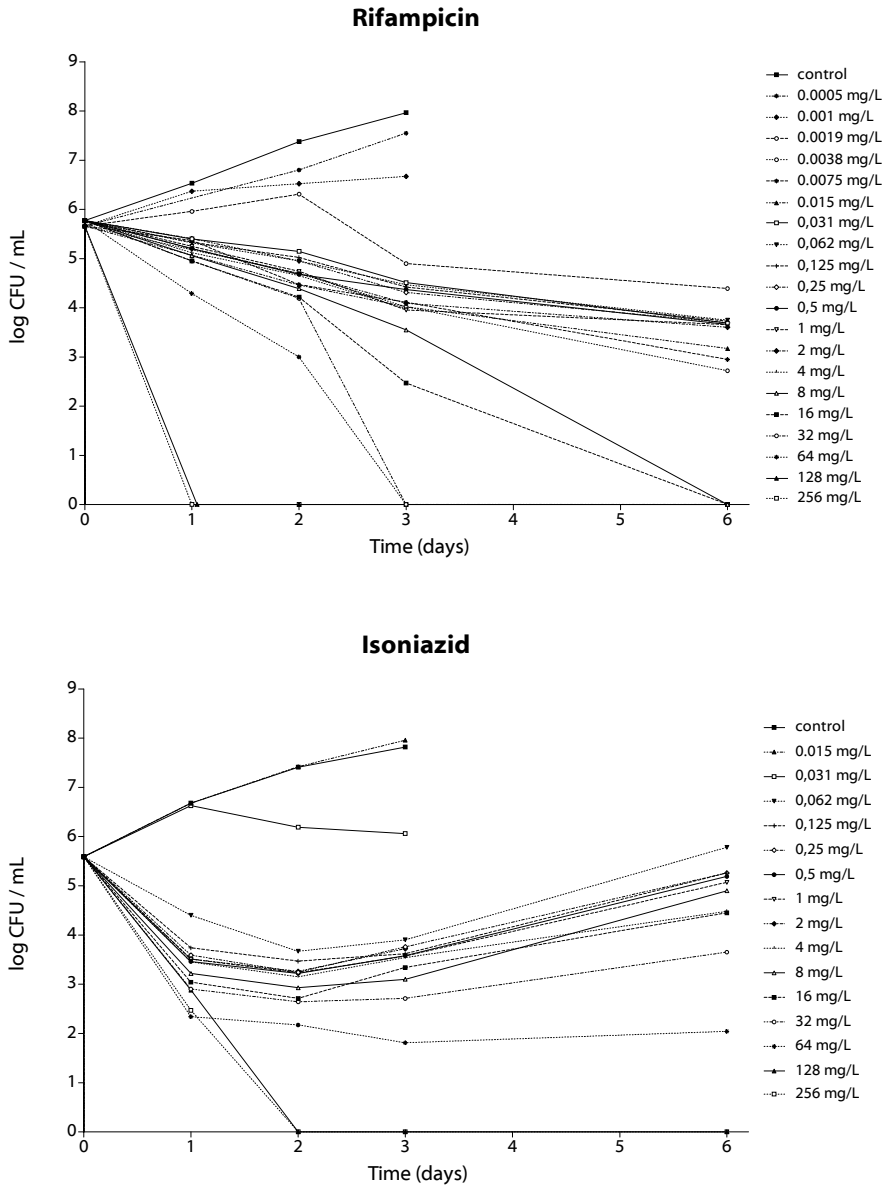 Rifampicin
9
8
7
6
5
4
3
2
1
0
log CFU / mL
0 1 2 3 4 5 6
Time (days)
control
0.0005 mg/L
0.001 mg/L
0.0019 mg/L
0.0038 mg/L
0.0075 mg/L
0.015 mg/L
0,031 mg/L
0,062 mg/L
0,125 mg/L
0,25 mg/L
0,5 mg/L
1 mg/L
2 mg/L
4 mg/L
8 mg/L
16 mg/L
32 mg/L
64 mg/L
128 mg/L
256 mg/L
Isoniazid
9
8
7
6
5
4
3
2
1
0
log CFU / mL
0 1 2 3 4 5 6
Time (days)
control
0.015 mg/L
0,031 mg/L
0,062 mg/L
0,125 mg/L
0,25 mg/L
0,5 mg/L
1 mg/L
2 mg/L
4 mg/L
8 mg/L
16 mg/L
32 mg/L
64 mg/L
128 mg/L
256 mg/L